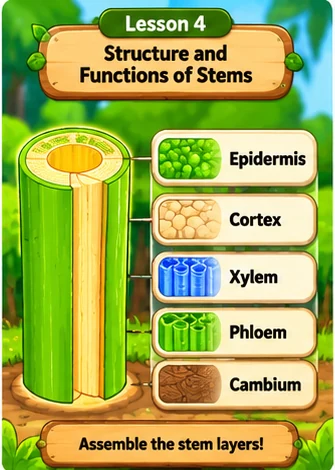 Lesson 4
Structure and
Functions of Stems
Epidermis
Cortex
Xylem
Phloem
Cambium
Assemble the stem layers!